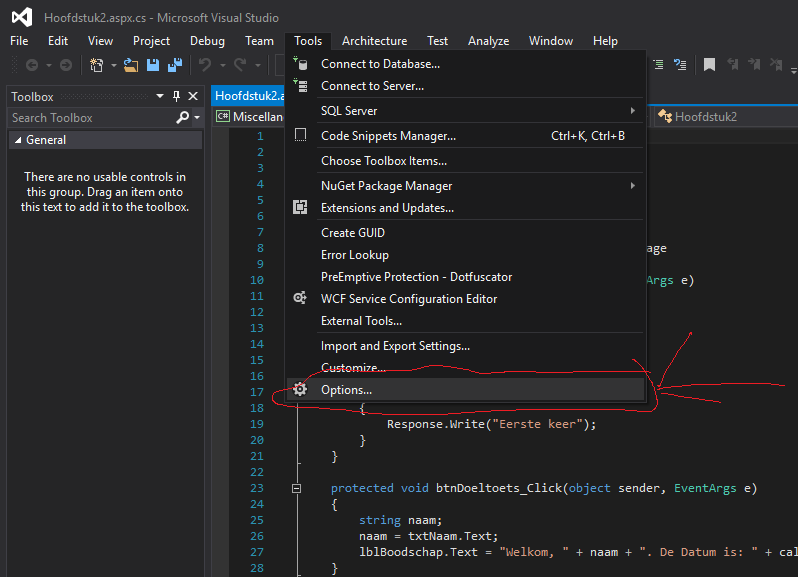 Hoofdstuk2.aspx.cs - Microsoft Visual Studio
File Edit View Project Debug Team Tools Architecture Test Analyze Window Help
Toolbox
Search Toolbox
General
There are no usable controls in
this group. Drag an item onto
this text to add it to the toolbox.
Connect to Database...
Connect to Server...
SQL Server
Code Snippets Manager... Ctrl+K, Ctrl+B
Choose Toolbox Items...
NuGet Package Manager
Extensions and Updates...
Create GUID
Error Lookup
PreEmptive Protection - Dotfuscator
WCF Service Configuration Editor
External Tools...
Import and Export Settings...
Customize...
Options...
Hoofdstuk2.a
C# Miscellan
Hoofdstuk2
1
2
3
4
5
6
7
8 age
9
10 Args e)
11
12
13
14
15
16
17
18 {
19 Response.Write("Eerste keer");
20 }
21 }
22
23 protected void btnDoeltoets_Click(object sender, EventArgs e)
24 {
25 string naam;
26 naam = txtNaam.Text;
27 lblBoodschap.Text = "Welkom, " + naam + ". De Datum is: " + cal
28 }